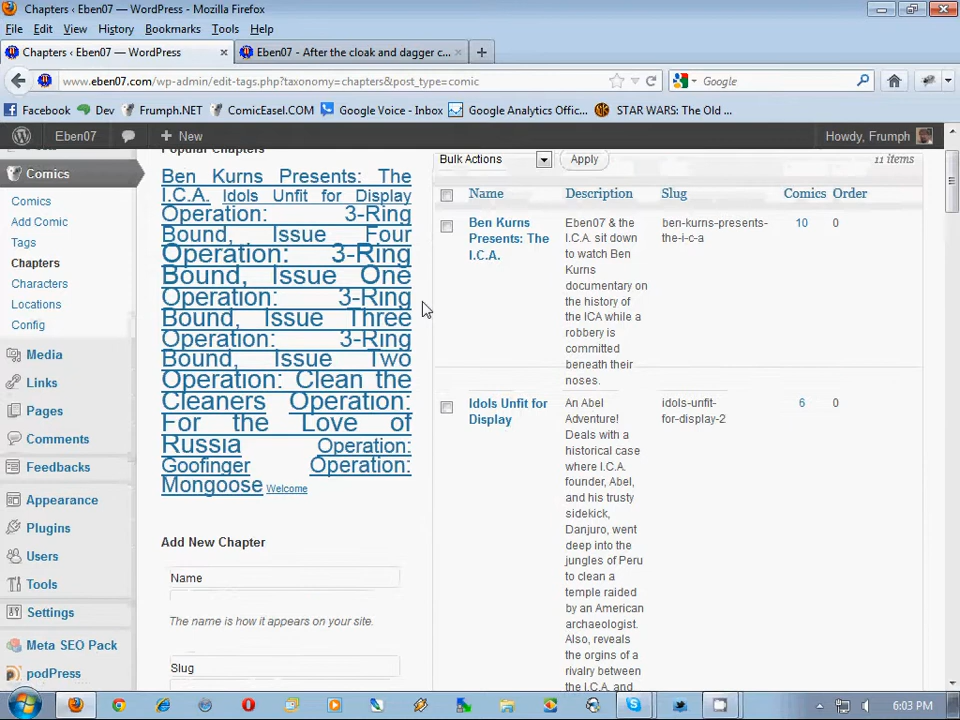 Chapters ‹ Eben07 — WordPress - Mozilla Firefox
File Edit View History Bookmarks Tools Help
Chapters ‹ Eben07 — WordPress × Eben07 - After the cloak and dagger c... × +
www.eben07.com/wp-admin/edit-tags.php?taxonomy=chapters&post_type=comic Google
Facebook Dev Frumph.NET ComicEasel.COM Google Voice - Inbox Google Analytics Offic... STAR WARS: The Old ...
Eben07 + New Howdy, Frumph
Comics
Comics
Add Comic
Tags
Chapters
Characters
Locations
Config
Media
Links
Pages
Comments
Feedbacks
Appearance
Plugins
Users
Tools
Settings
Meta SEO Pack
podPress
Popular Chapters
Ben Kurns Presents: The
I.C.A. Idols Unfit for Display
Operation: 3-Ring
Bound, Issue Four
Operation: 3-Ring
Bound, Issue One
Operation: 3-Ring
Bound, Issue Three
Operation: 3-Ring
Bound, Issue Two
Operation: Clean the
Cleaners Operation:
For the Love of
Russia Operation:
Goofinger Operation:
Mongoose Welcome
Add New Chapter
Name
The name is how it appears on your site.
Slug
Bulk Actions Apply 11 items
Name Description Slug Comics Order
Ben Kurns
Presents: The
I.C.A.
Eben07 & the
I.C.A. sit down
to watch Ben
Kurns
documentary on
the history of
the ICA while a
robbery is
committed
beneath their
noses.
ben-kurns-presents-
the-i-c-a
10 0
Idols Unfit for
Display
An Abel
Adventure!
Deals with a
historical case
where I.C.A.
founder, Abel,
and his trusty
sidekick,
Danjuro, went
deep into the
jungles of Peru
to clean a
temple raided
by an American
archaeologist.
Also, reveals
the orgins of a
rivalry between
the I.C.A. and
idols-unfit-
for-display-2
6 0
6:03 PM